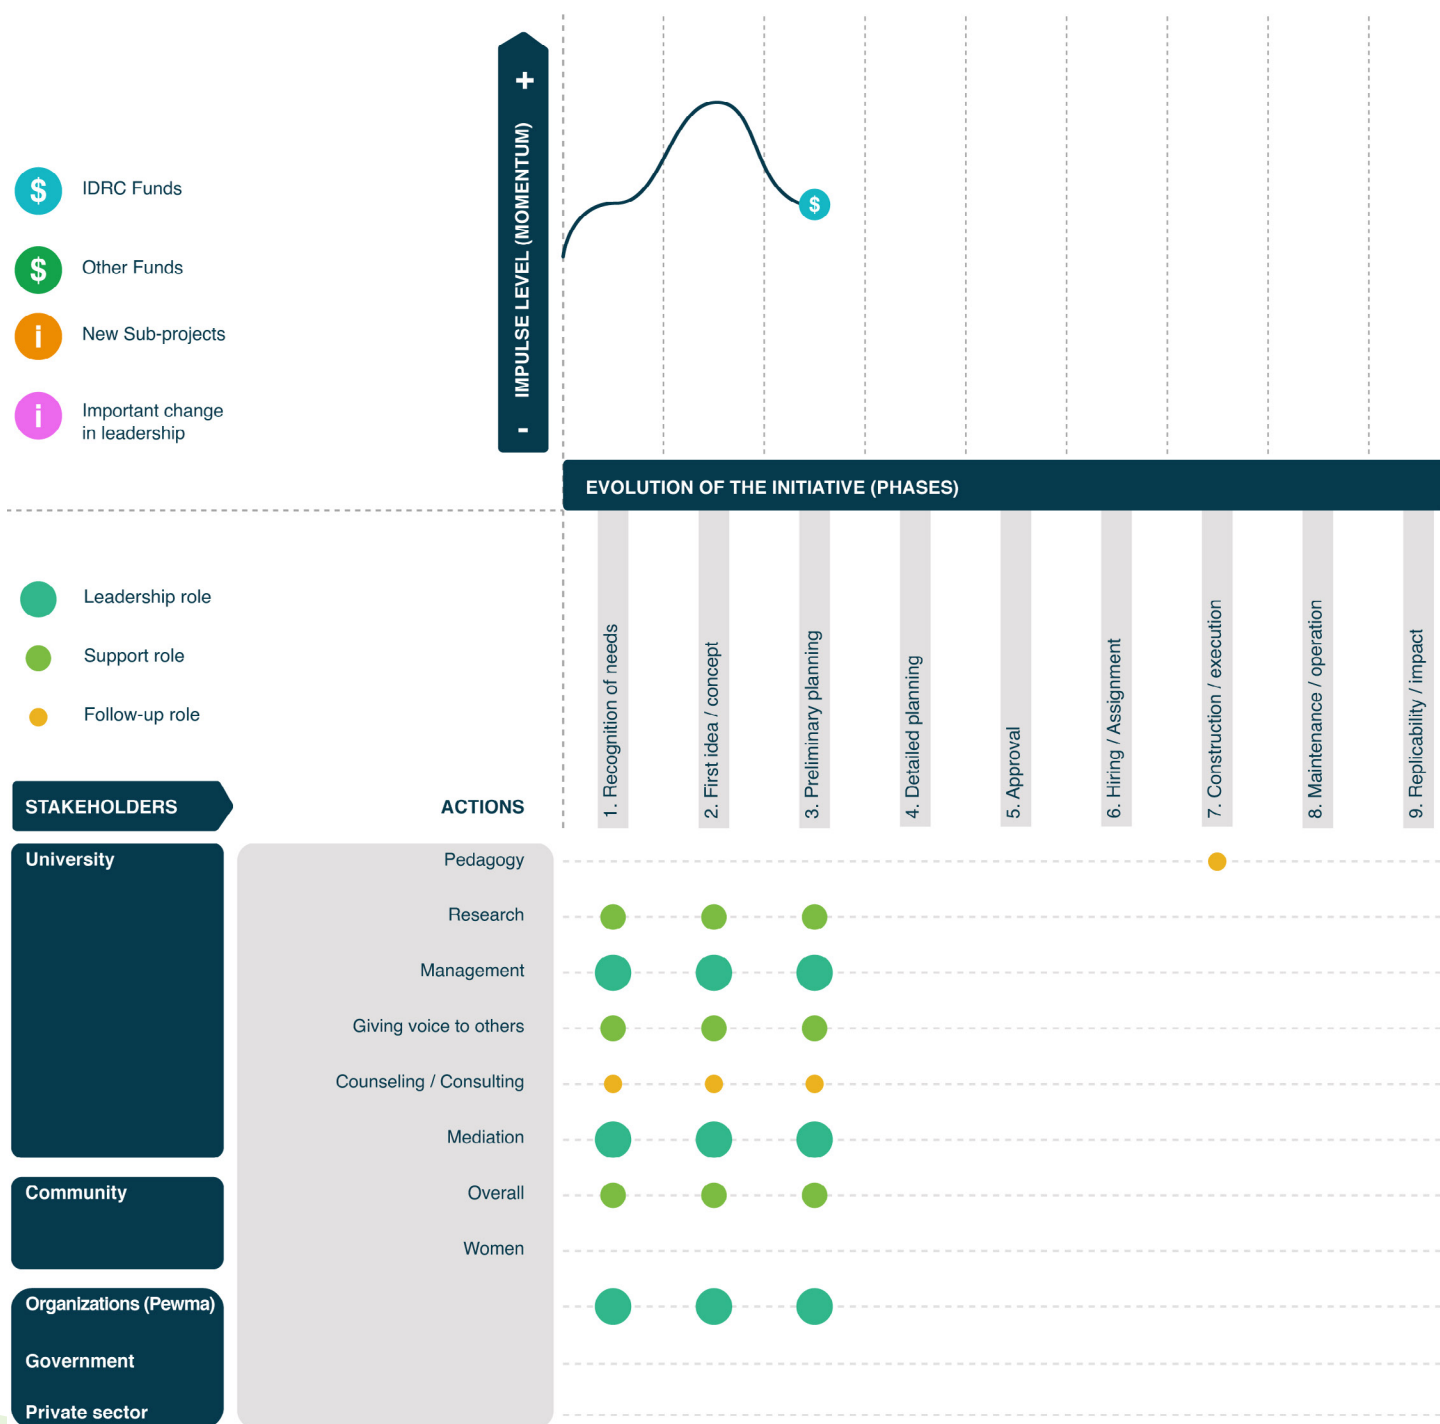 +
IMPULSE LEVEL (MOMENTUM)
-
$
$ IDRC Funds
$ Other Funds
i New Sub-projects
i Important change
in leadership
EVOLUTION OF THE INITIATIVE (PHASES)
Leadership role
Support role
Follow-up role
1. Recognition of needs
2. First idea / concept
3. Preliminary planning
4. Detailed planning
5. Approval
6. Hiring / Assignment
7. Construction / execution
8. Maintenance / operation
9. Replicability / impact
STAKEHOLDERS
ACTIONS
University
Pedagogy
Research
Management
Giving voice to others
Counseling / Consulting
Mediation
Community
Overall
Women
Organizations (Pewma)
Government
Private sector